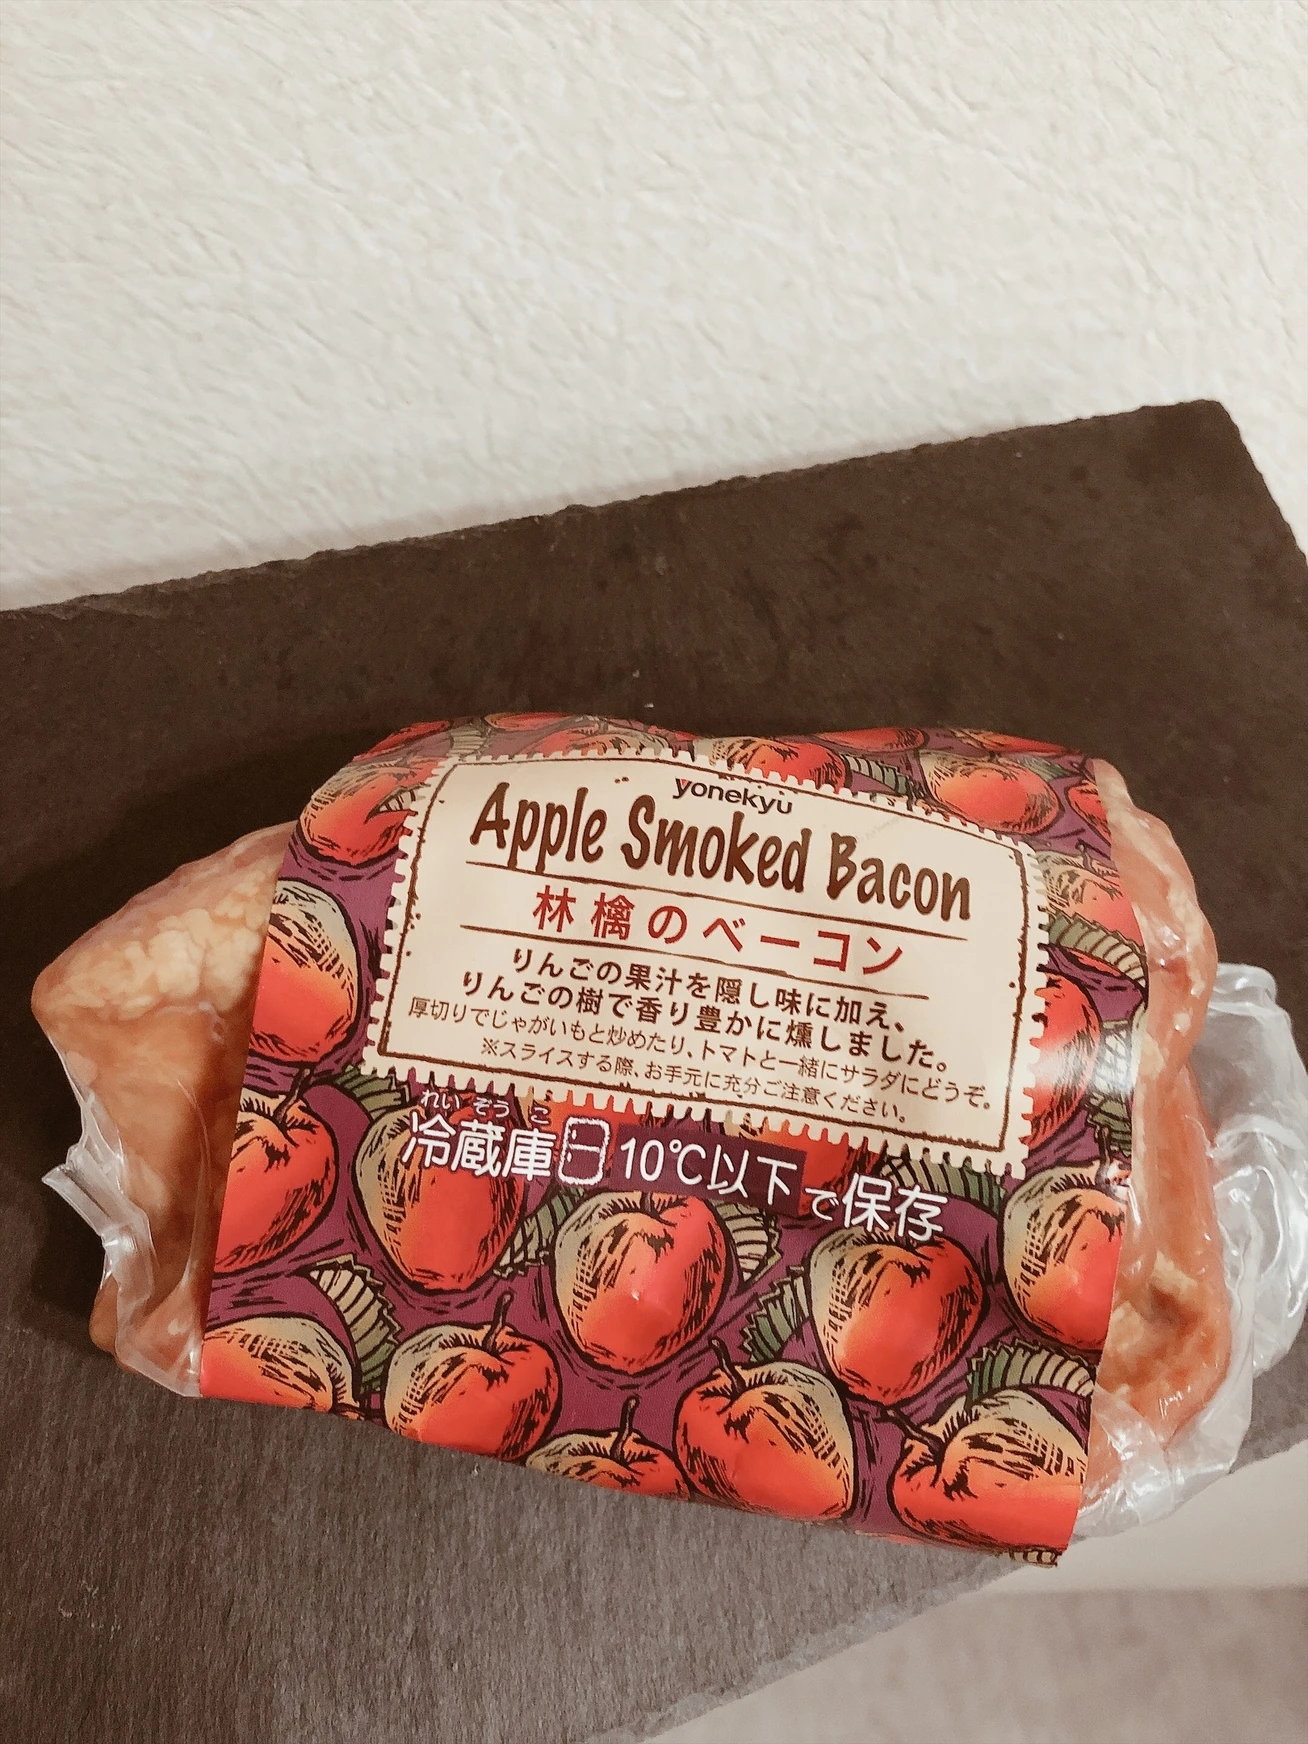 yonekyu
Apple Smoked Bacon
林檎のベーコン
りんごの果汁を隠し味に加え、
りんごの樹で香り豊かに燻しました。
厚切りでじゃがいもと炒めたり、トマトと一緒にサラダにどうぞ。
※スライスする際、お手元に充分ご注意ください。
れいぞうこ
冷蔵庫 10℃以下で保存